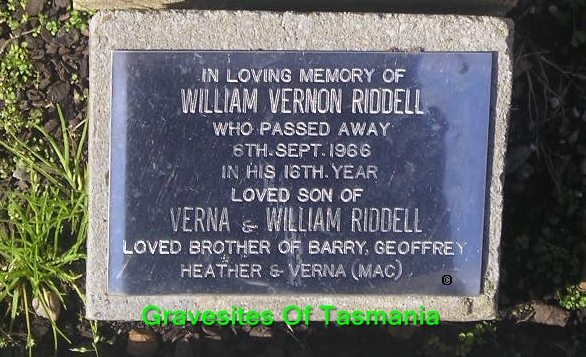 IN LOVING MEMORY OF
WILLIAM VERNON RIDDELL
WHO PASSED AWAY
6TH. SEPT. 1966
IN HIS 16TH. YEAR
LOVED SON OF
VERNA & WILLIAM RIDDELL
LOVED BROTHER OF BARRY, GEOFFREY
HEATHER & VERNA (MAC)
©
Gravesites Of Tasmania